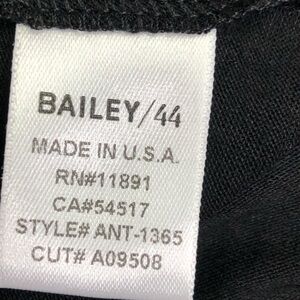 BAILEY/44
MADE IN U.S.A.
RN#11891
CA#54517
STYLE# ANT-1365
CUT# A09508